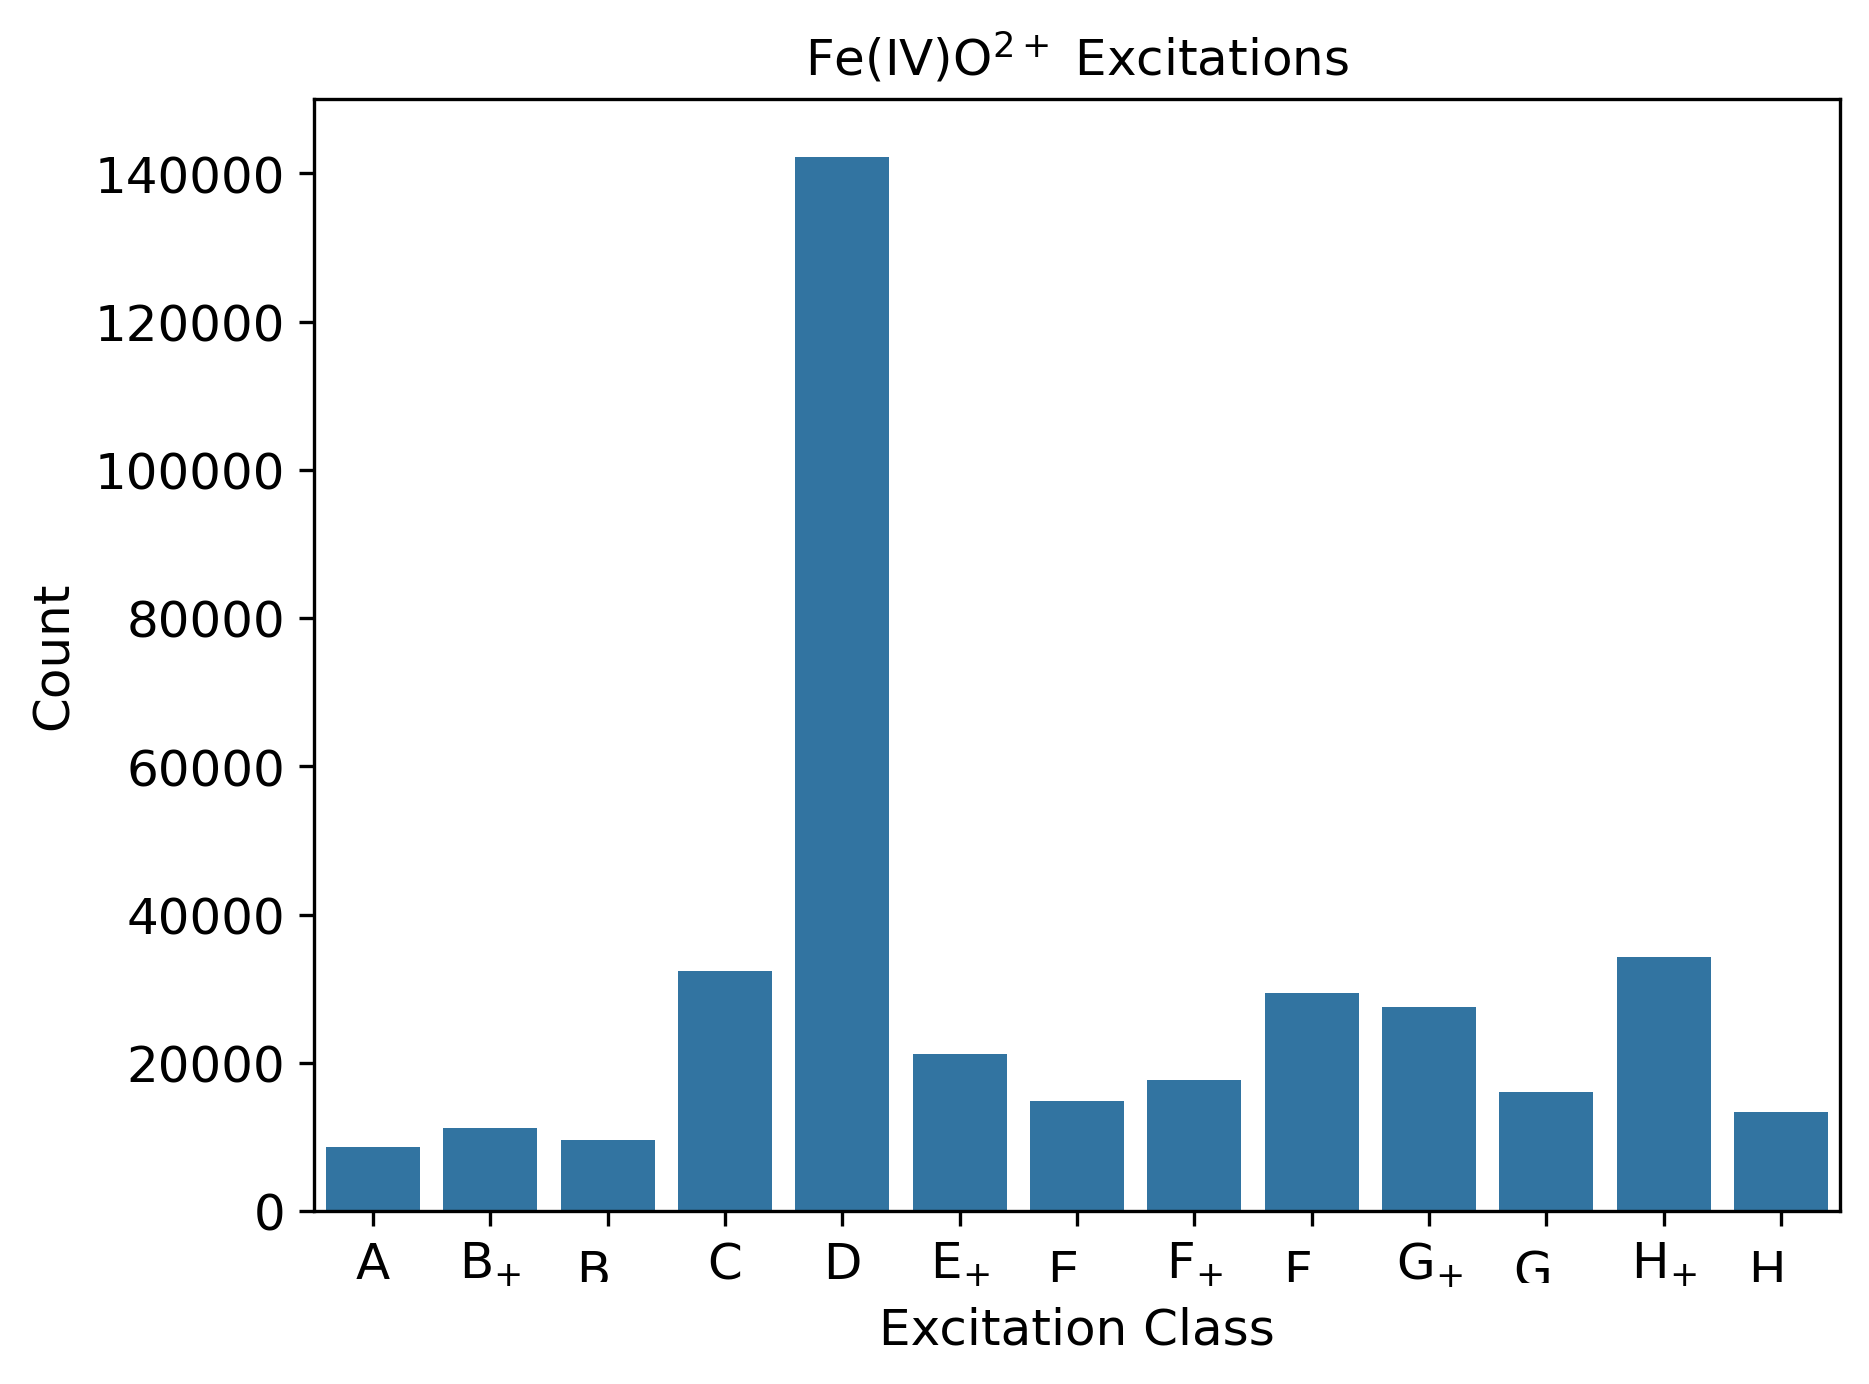 Fe(IV)O²⁺ Excitations
140000
120000
100000
80000
60000
40000
20000
0
Count
A B₊ B C D E₊ E F₊ F G₊ G H₊ H
Excitation Class